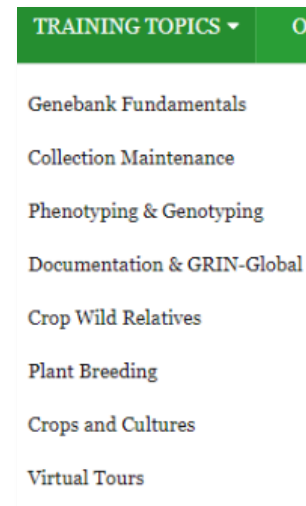 TRAINING TOPICS
Genebank Fundamentals
Collection Maintenance
Phenotyping & Genotyping
Documentation & GRIN-Global
Crop Wild Relatives
Plant Breeding
Crops and Cultures
Virtual Tours